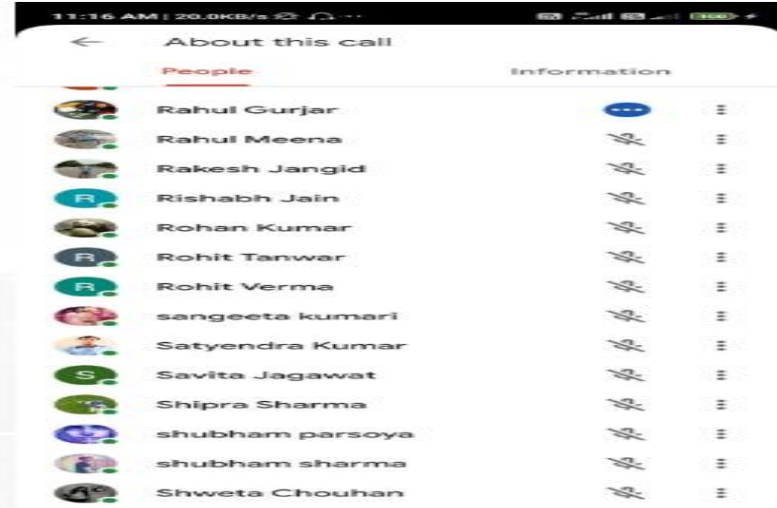 11:16 AM | 20.0KB/s
About this call
People Information
Rahul Gurjar
Rahul Meena
Rakesh Jangid
R Rishabh Jain
Rohan Kumar
R Rohit Tanwar
R Rohit Verma
sangeeta kumari
Satyendra Kumar
S Savita Jagawat
Shipra Sharma
shubham parsoya
shubham sharma
Shweta Chouhan